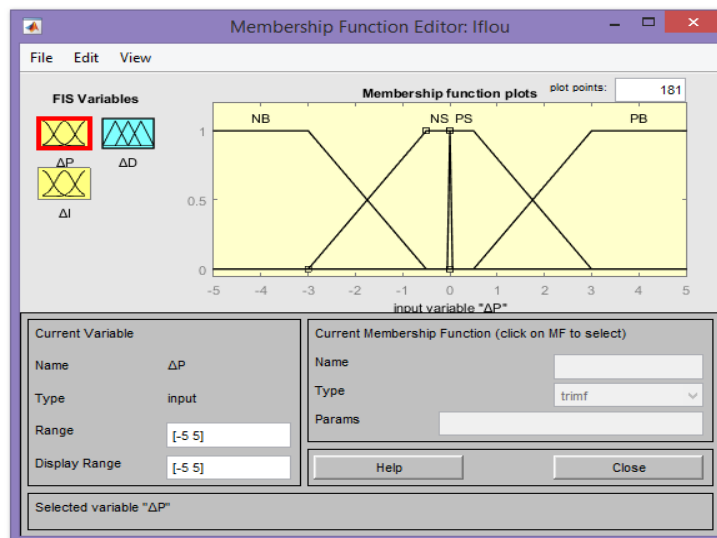 Membership Function Editor: Iflou
File Edit View
FIS Variables
ΔP ΔD
ΔI
Membership function plots plot points: 181
NB NS PS PB
1
0.5
0
-5 -4 -3 -2 -1 0 1 2 3 4 5
input variable "ΔP"
Current Variable
Name ΔP
Type input
Range [-5 5]
Display Range [-5 5]
Current Membership Function (click on MF to select)
Name
Type trimf
Params
Help Close
Selected variable "ΔP"